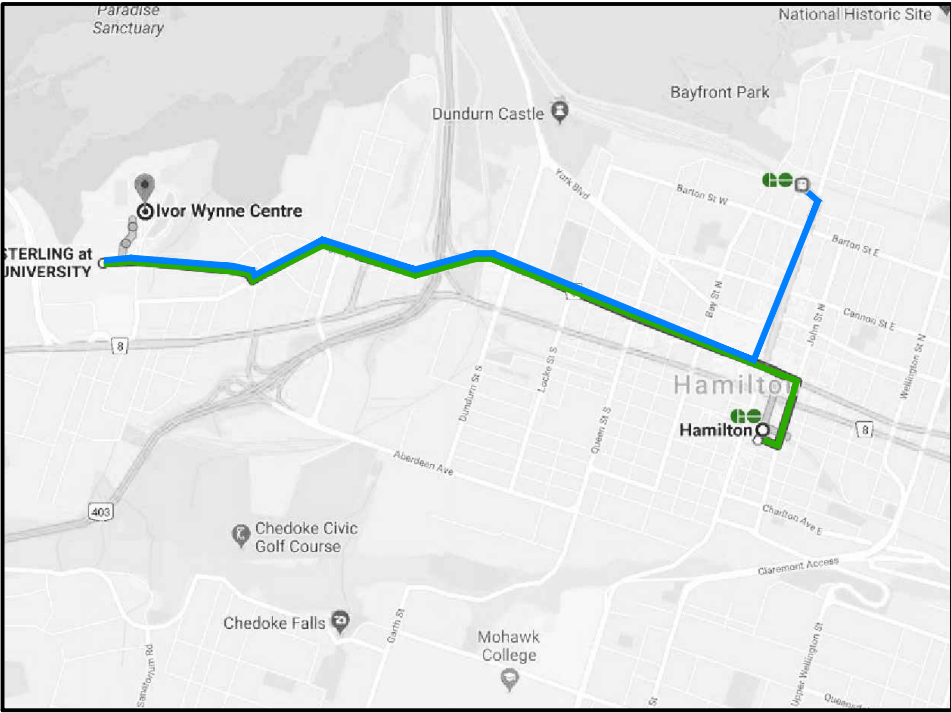 Paradise
Sanctuary
National Historic Site
Bayfront Park
Dundurn Castle
York Blvd
Barton St W
Ivor Wynne Centre
Barton St E
STERLING at
UNIVERSITY
Bay St N
John St N
Cannon St E
8
Wellington St N
Locke St S
Dundurn St S
Hamilton
Queen St S
Hamilton
8
Aberdeen Ave
403
Charlton Ave E
Chedoke Civic
Golf Course
Claremont Access
Chedoke Falls
Garth St
Mohawk
College
Upper Wellington St
Sanatorium Rd
St